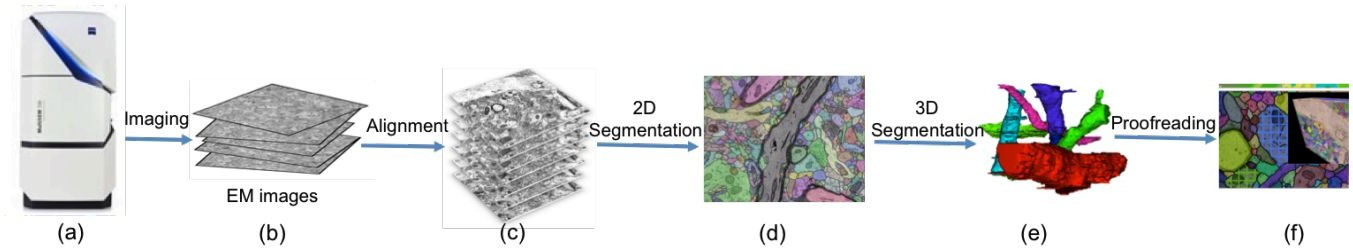 Imaging
EM images
Alignment
2D
Segmentation
3D
Segmentation
Proofreading
(a)
(b)
(c)
(d)
(e)
(f)